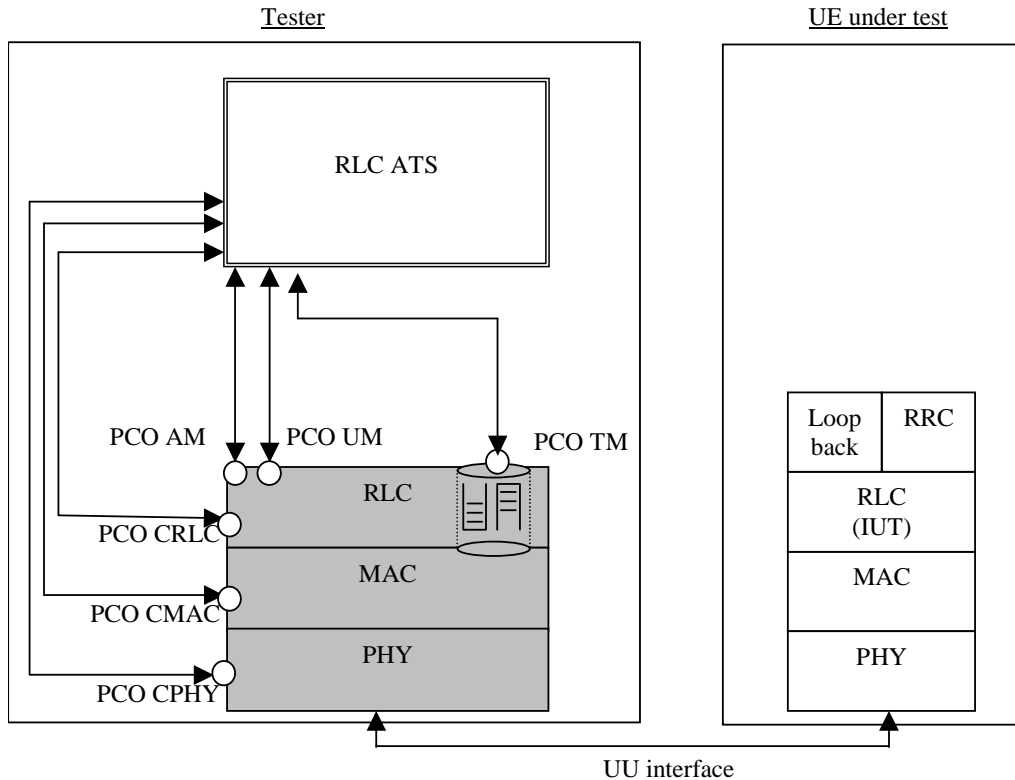 Tester
UE under test
RLC ATS
PCO AM
PCO UM
PCO TM
Loop
back
RRC
RLC
RLC
(IUT)
PCO CRLC
MAC
MAC
PCO CMAC
PHY
PHY
PCO CPHY
UU interface